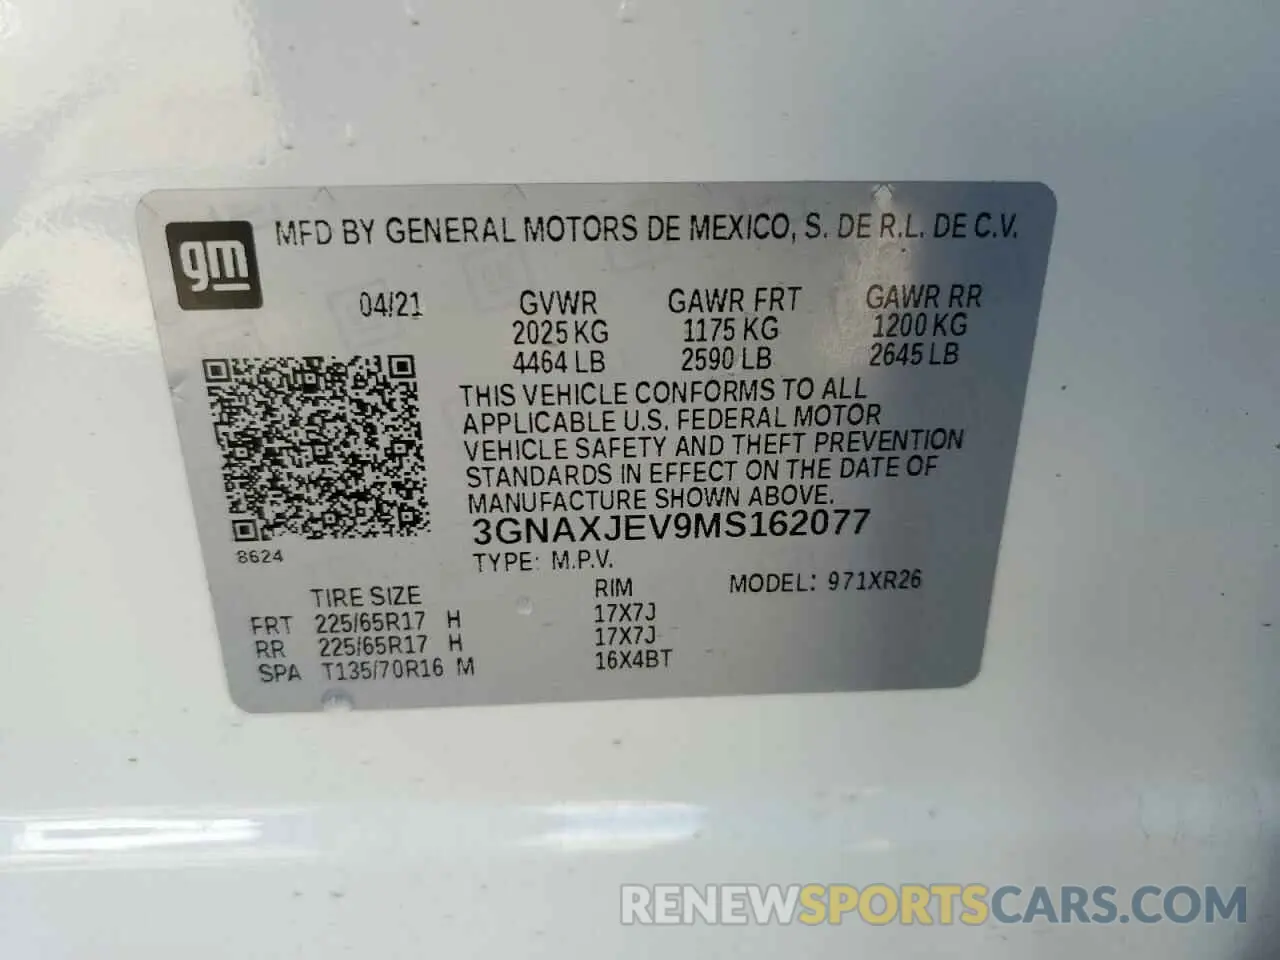 gm MFD BY GENERAL MOTORS DE MEXICO, S. DE R.L. DE C.V.
04/21 GVWR GAWR FRT GAWR RR
2025 KG 1175 KG 1200 KG
4464 LB 2590 LB 2645 LB
THIS VEHICLE CONFORMS TO ALL
APPLICABLE U.S. FEDERAL MOTOR
VEHICLE SAFETY AND THEFT PREVENTION
STANDARDS IN EFFECT ON THE DATE OF
MANUFACTURE SHOWN ABOVE.
3GNAXJEV9MS162077
8624
TYPE: M.P.V.
TIRE SIZE RIM MODEL: 971XR26
FRT 225/65R17 H 17X7J
RR 225/65R17 H 17X7J
SPA T135/70R16 M 16X4BT
RENEWSPORTSCARS.COM